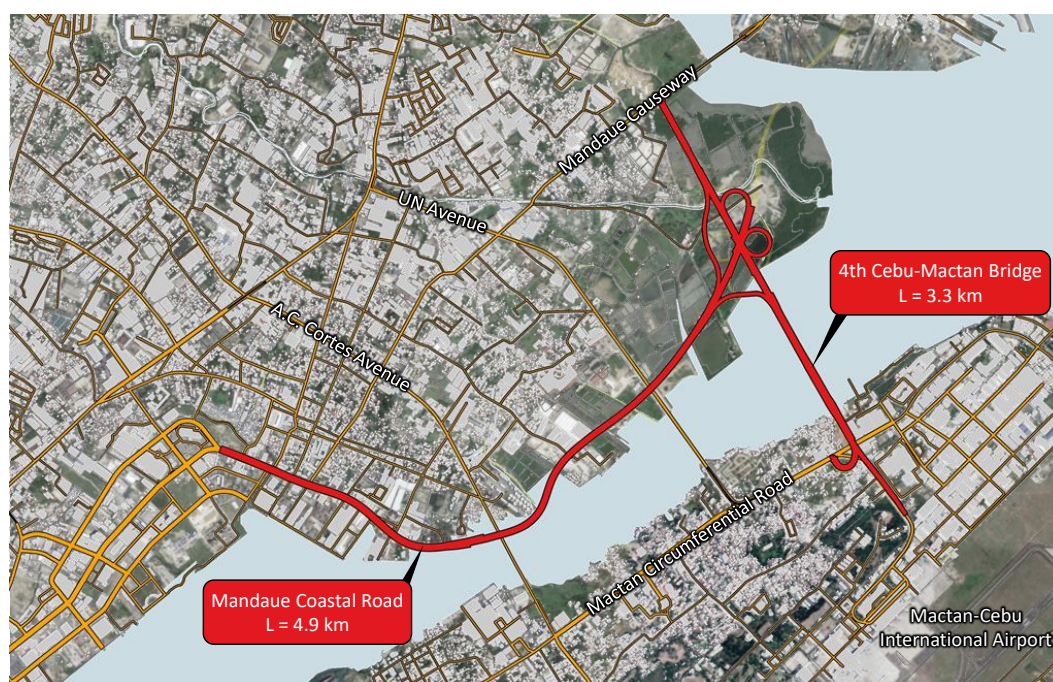 Mandaue Causeway
UN Avenue
4th Cebu-Mactan Bridge
L = 3.3 km
A.C. Cortes Avenue
Mactan Circumferential Road
Mandaue Coastal Road
L = 4.9 km
Mactan-Cebu
International Airport